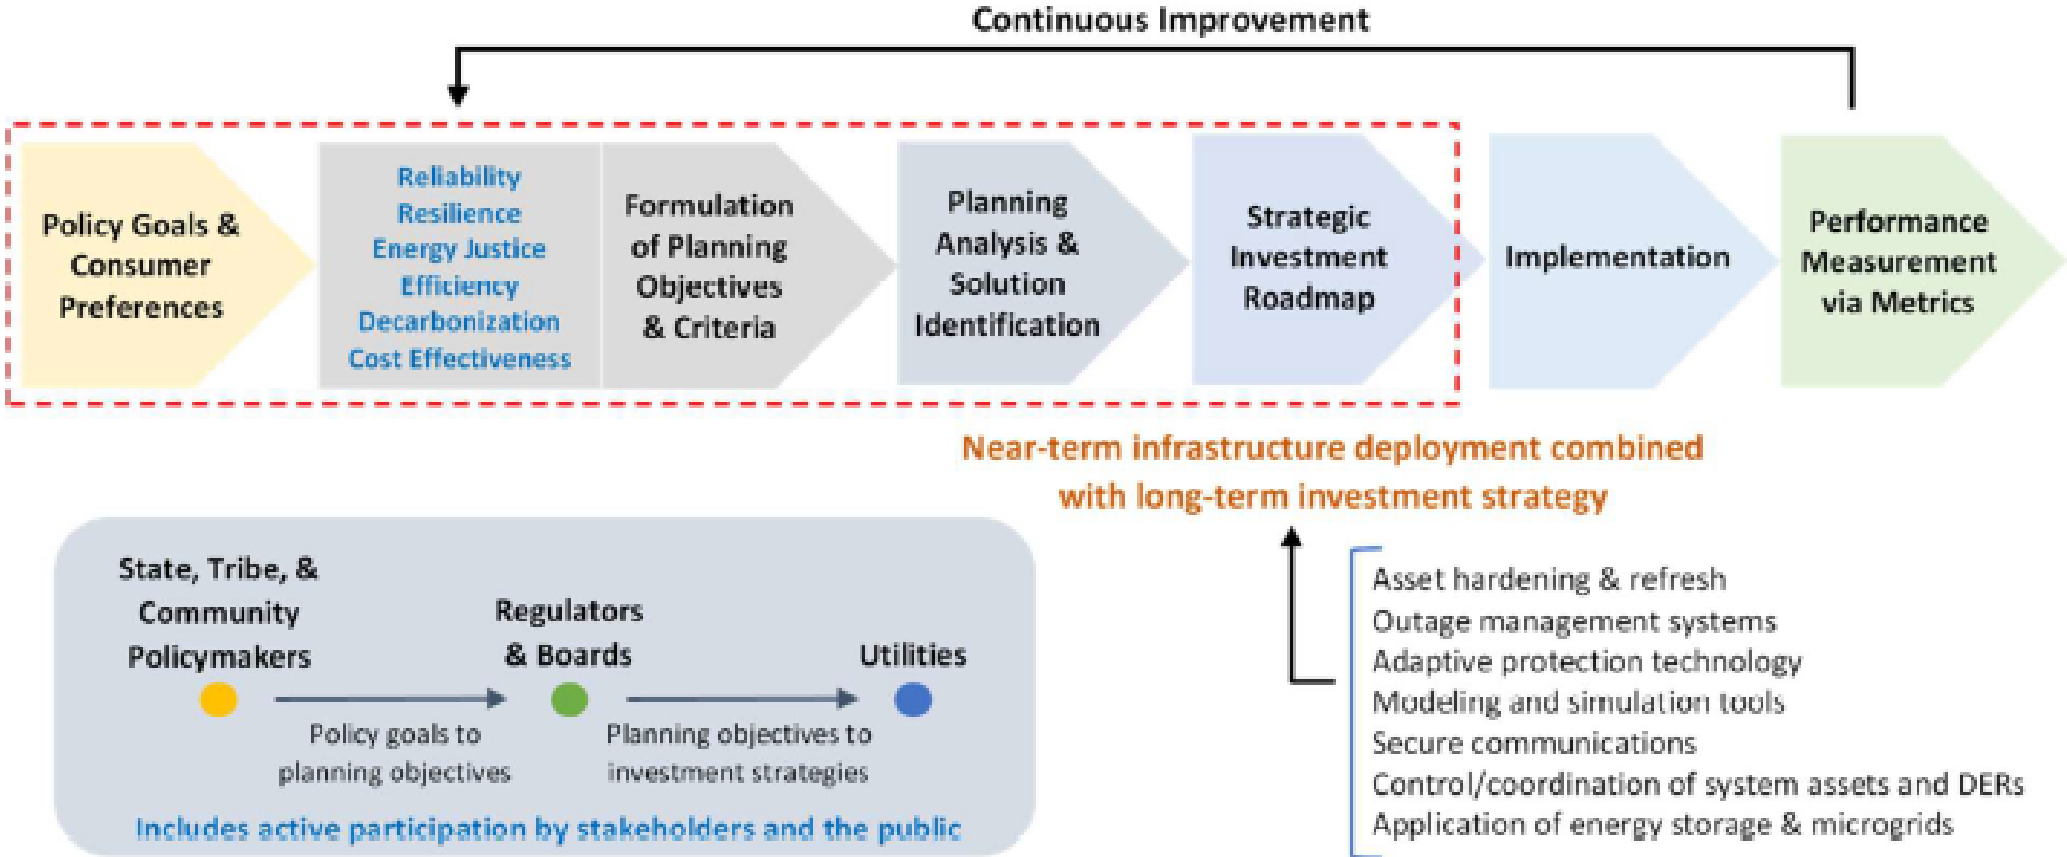 Continuous Improvement
Policy Goals &
Consumer
Preferences
Reliability
Resilience
Energy Justice
Efficiency
Decarbonization
Cost Effectiveness
Formulation
of Planning
Objectives
& Criteria
Planning
Analysis &
Solution
Identification
Strategic
Investment
Roadmap
Implementation
Performance
Measurement
via Metrics
Near-term infrastructure deployment combined
with long-term investment strategy
State, Tribe, &
Community
Policymakers
Regulators
& Boards
Utilities
Policy goals to
planning objectives
Planning objectives to
investment strategies
Includes active participation by stakeholders and the public
Asset hardening & refresh
Outage management systems
Adaptive protection technology
Modeling and simulation tools
Secure communications
Control/coordination of system assets and DERs
Application of energy storage & microgrids